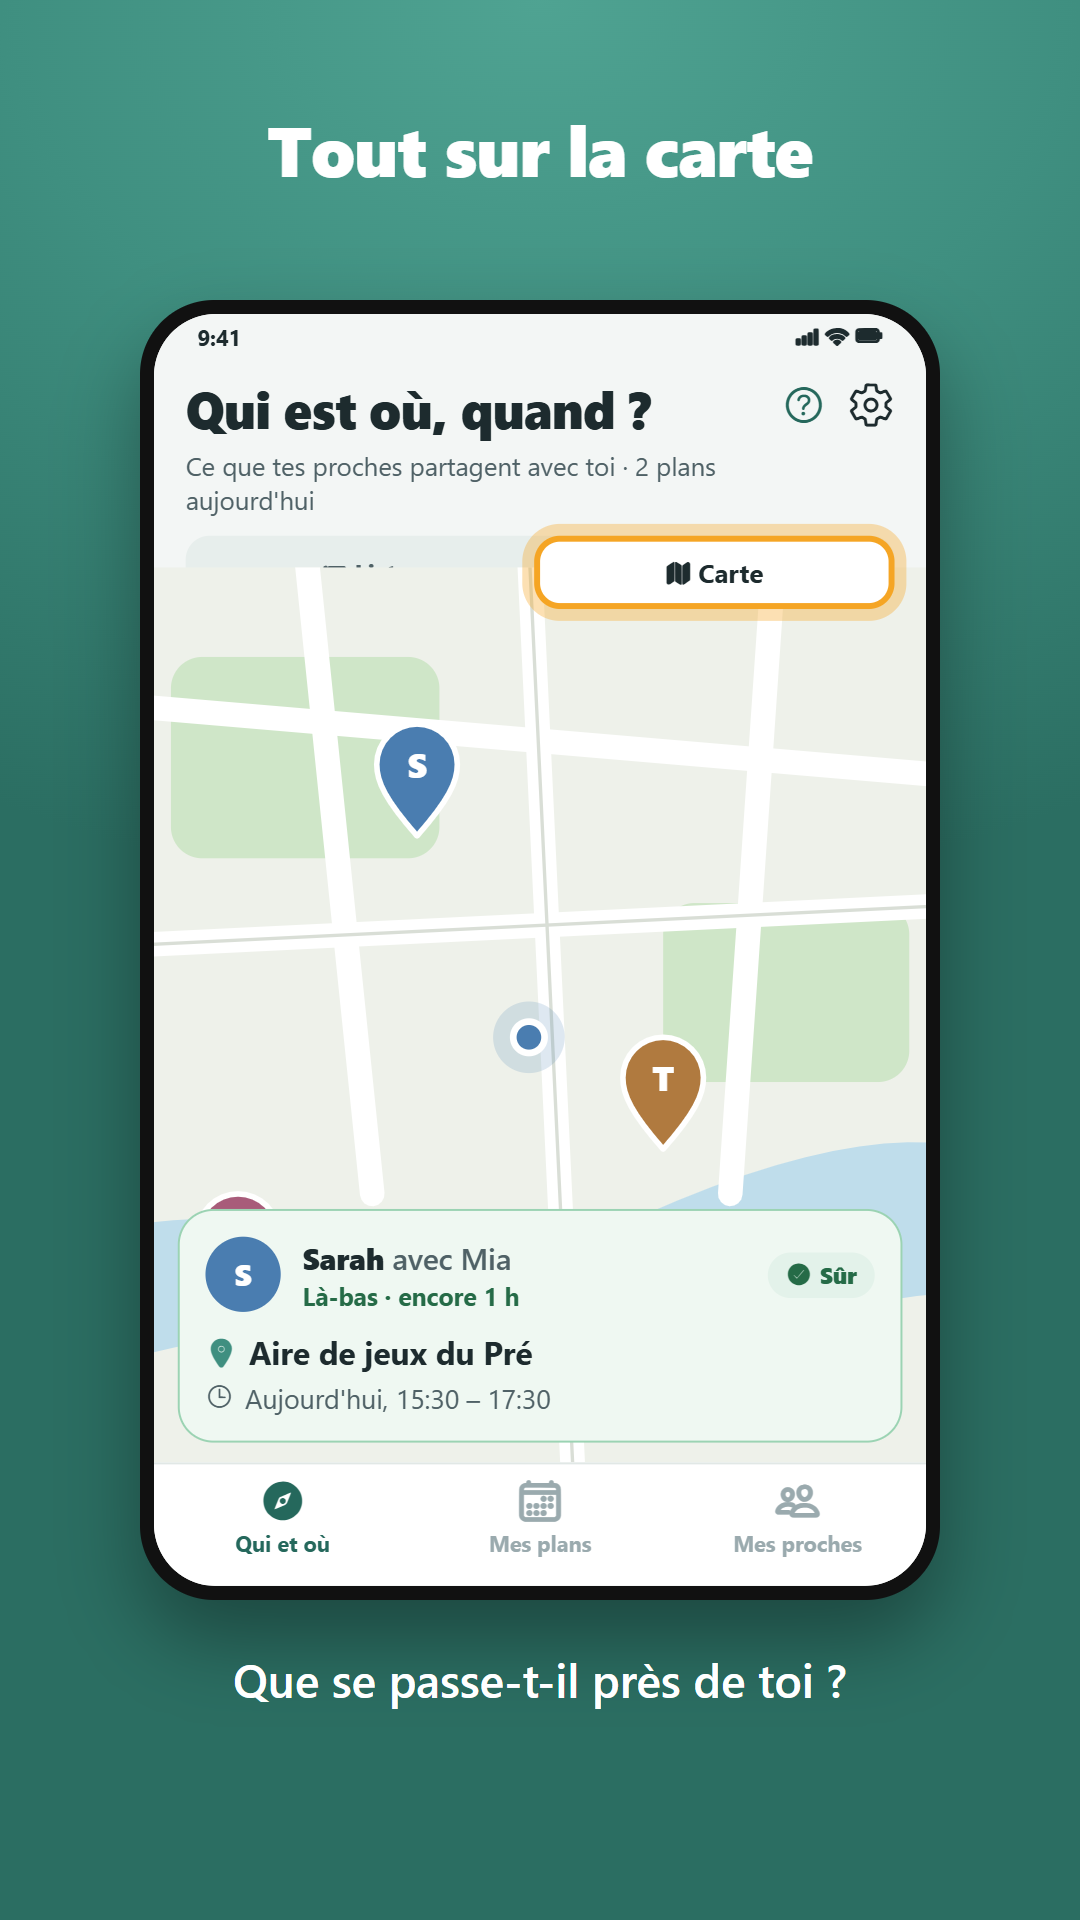 Tout sur la carte
9:41
Qui est où, quand ?
Ce que tes proches partagent avec toi · 2 plans
aujourd'hui
Carte
S
T
S
Sarah avec Mia
Sûr
Là-bas · encore 1 h
Aire de jeux du Pré
Aujourd'hui, 15:30 – 17:30
Qui et où
Mes plans
Mes proches
Que se passe-t-il près de toi ?